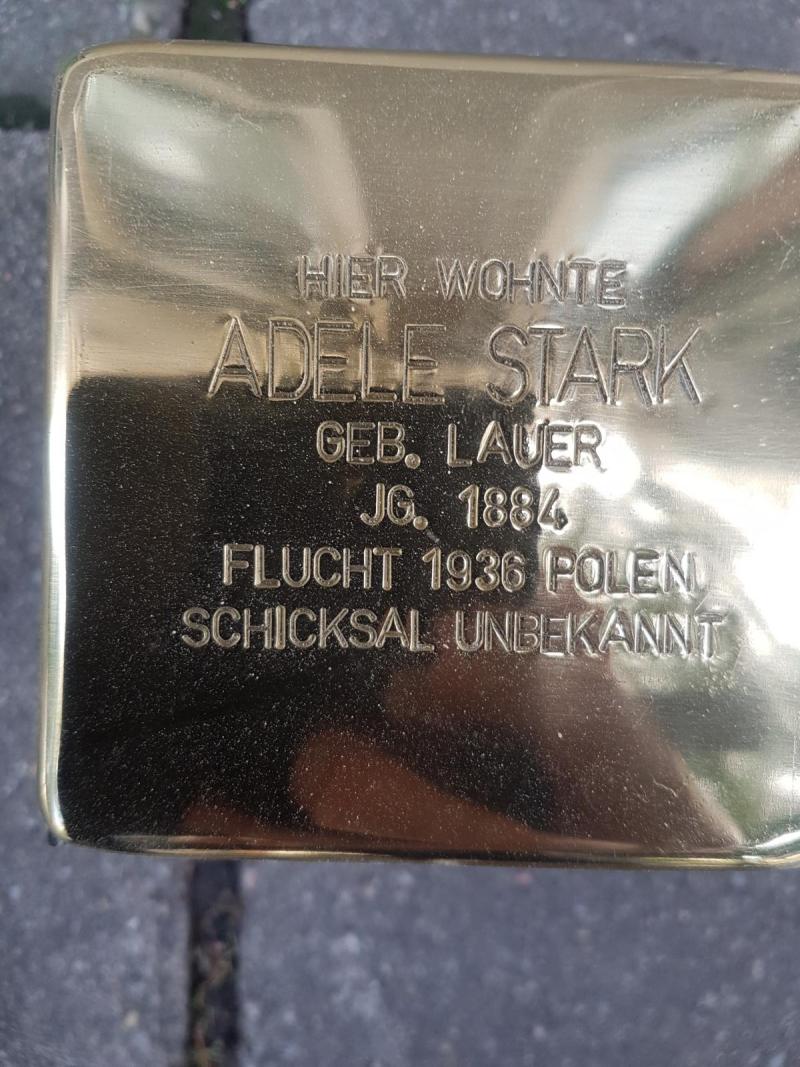 HIER WOHNTE
ADELE STARK
GEB. LAUER
JG. 1884
FLUCHT 1936 POLEN
SCHICKSAL UNBEKANNT